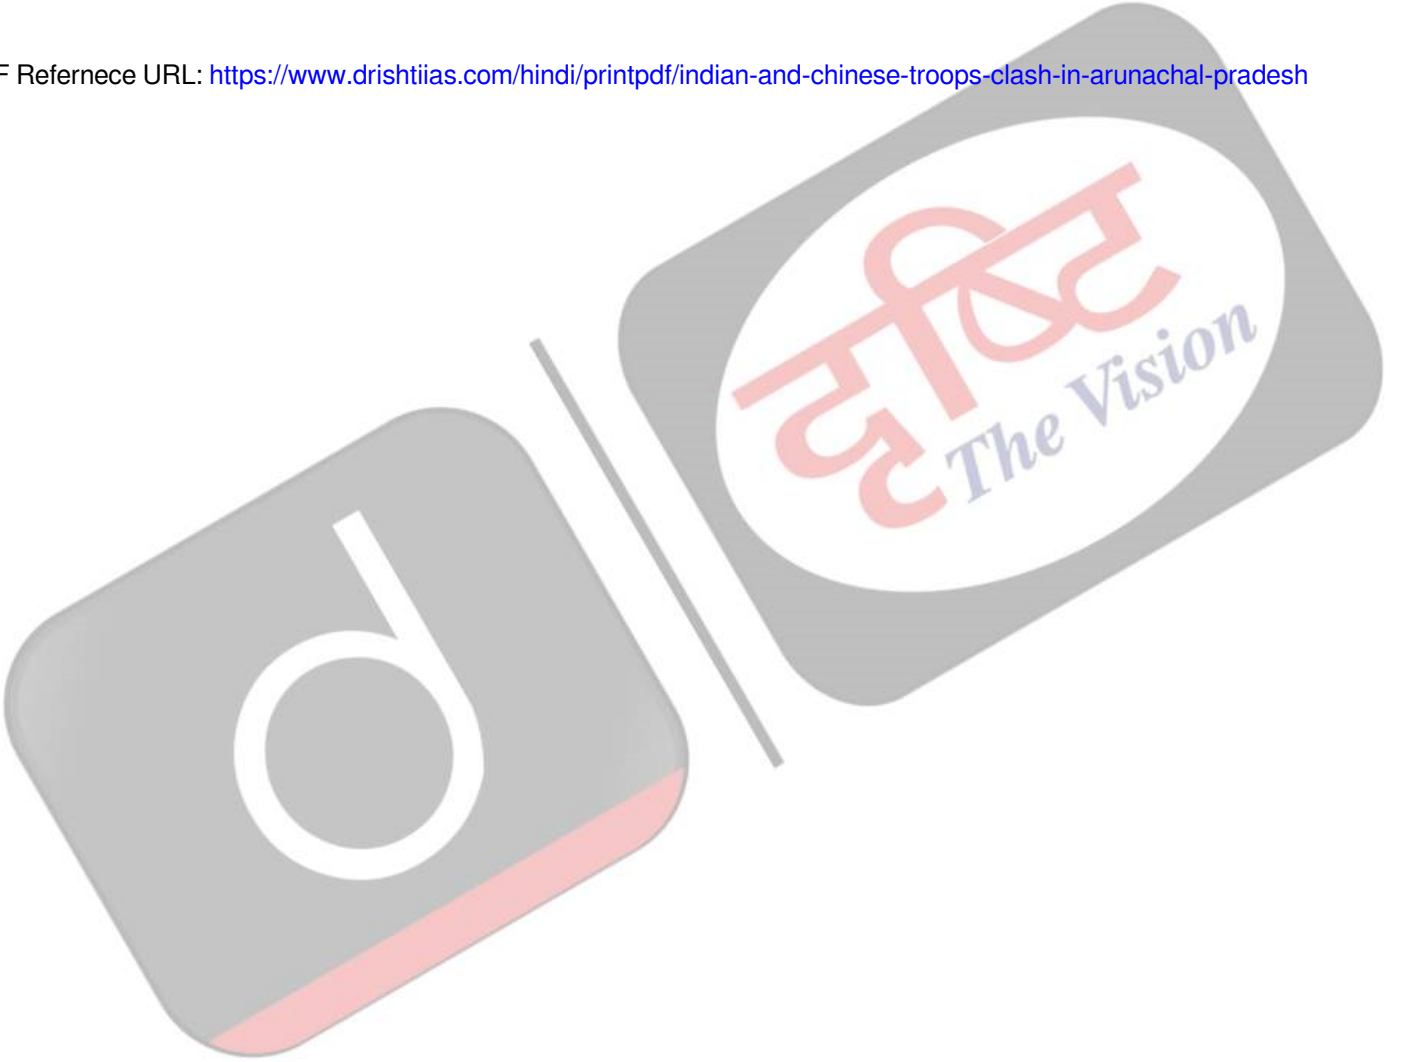 F Refernece URL: https://www.drishtiias.com/hindi/printpdf/indian-and-chinese-troops-clash-in-arunachal-pradesh
दृष्टि
The Vision
d